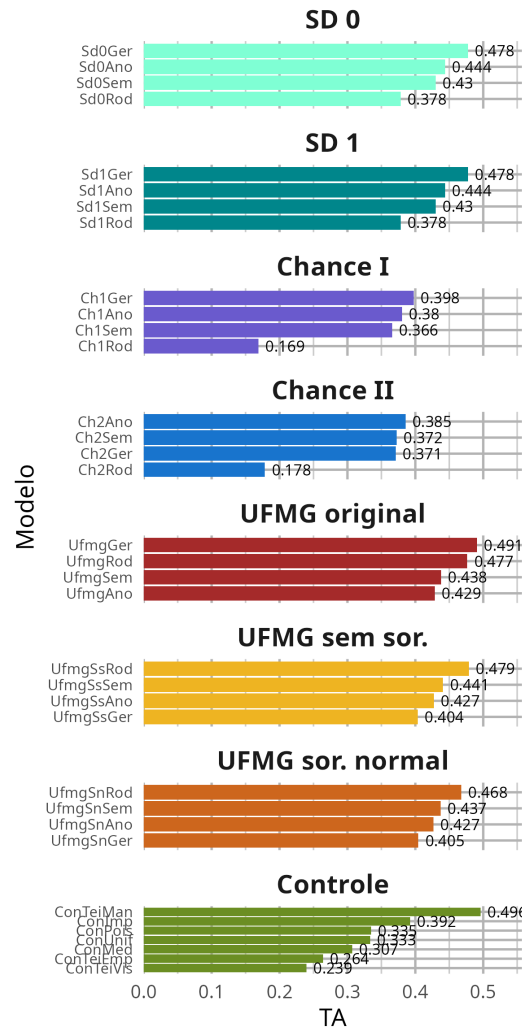 SD 0
Sd0Ger 0.478
Sd0Ano 0.444
Sd0Sem 0.43
Sd0Rod 0.378
SD 1
Sd1Ger 0.478
Sd1Ano 0.444
Sd1Sem 0.43
Sd1Rod 0.378
Chance I
Ch1Ger 0.398
Ch1Ano 0.38
Ch1Sem 0.366
Ch1Rod 0.169
Chance II
Ch2Ano 0.385
Ch2Sem 0.372
Ch2Ger 0.371
Ch2Rod 0.178
Modelo
UFMG original
UfmgGer 0.491
UfmgRod 0.477
UfmgSem 0.438
UfmgAno 0.429
UFMG sem sor.
UfmgSsRod 0.479
UfmgSsSem 0.441
UfmgSsAno 0.427
UfmgSsGer 0.404
UFMG sor. normal
UfmgSnRod 0.468
UfmgSnSem 0.437
UfmgSnAno 0.427
UfmgSnGer 0.405
Controle
ConTeiMan 0.496
ConImp 0.392
ConPois 0.335
ConUnif 0.333
ConMed 0.307
ConTeiEmp 0.264
ConTeiVis 0.239
0.0 0.1 0.2 0.3 0.4 0.5
TA